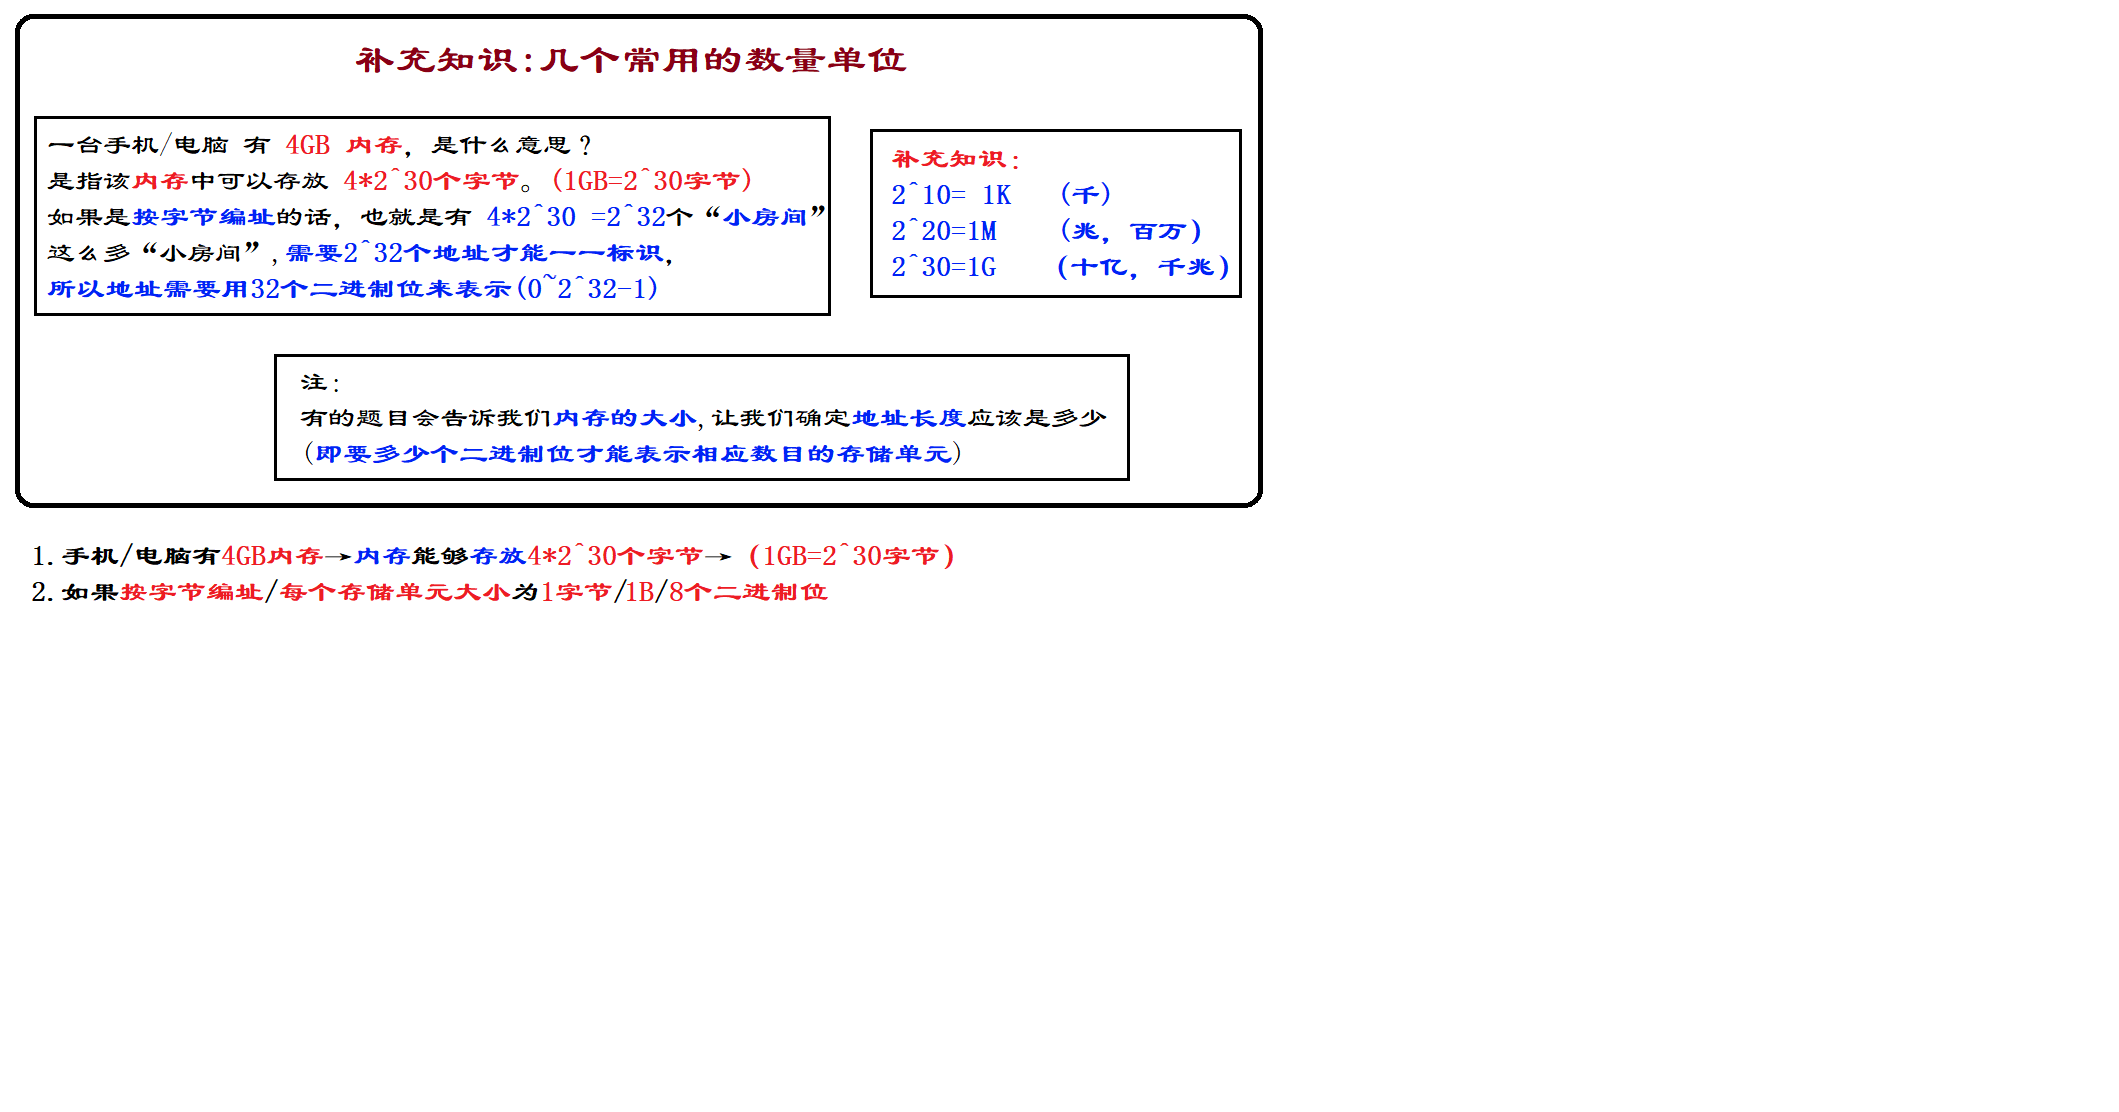 补充知识:几个常用的数量单位
一台手机/电脑 有 4GB 内存，是什么意思？
是指该内存中可以存放 4*2^30个字节。(1GB=2^30字节)
如果是按字节编址的话，也就是有 4*2^30 =2^32个“小房间”
这么多“小房间”,需要2^32个地址才能一一标识，
所以地址需要用32个二进制位来表示(0~2^32-1)
补充知识：
2^10= 1K (千)
2^20=1M (兆，百万)
2^30=1G (十亿，千兆)
注：
有的题目会告诉我们内存的大小,让我们确定地址长度应该是多少
(即要多少个二进制位才能表示相应数目的存储单元)
1.手机/电脑有4GB内存→内存能够存放4*2^30个字节→ (1GB=2^30字节)
2.如果按字节编址/每个存储单元大小为1字节/1B/8个二进制位